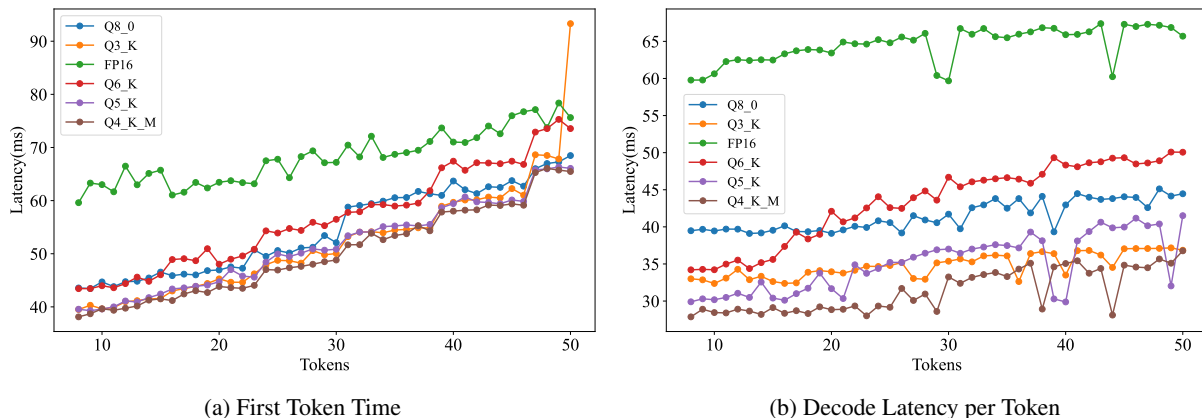 Q8_0
Q3_K
FP16
Q6_K
Q5_K
Q4_K_M
90
80
70
60
50
40
Latency(ms)
10
20
30
40
50
Tokens
(a) First Token Time
Q8_0
Q3_K
FP16
Q6_K
Q5_K
Q4_K_M
65
60
55
50
45
40
35
30
Latency(ms)
10
20
30
40
50
Tokens
(b) Decode Latency per Token